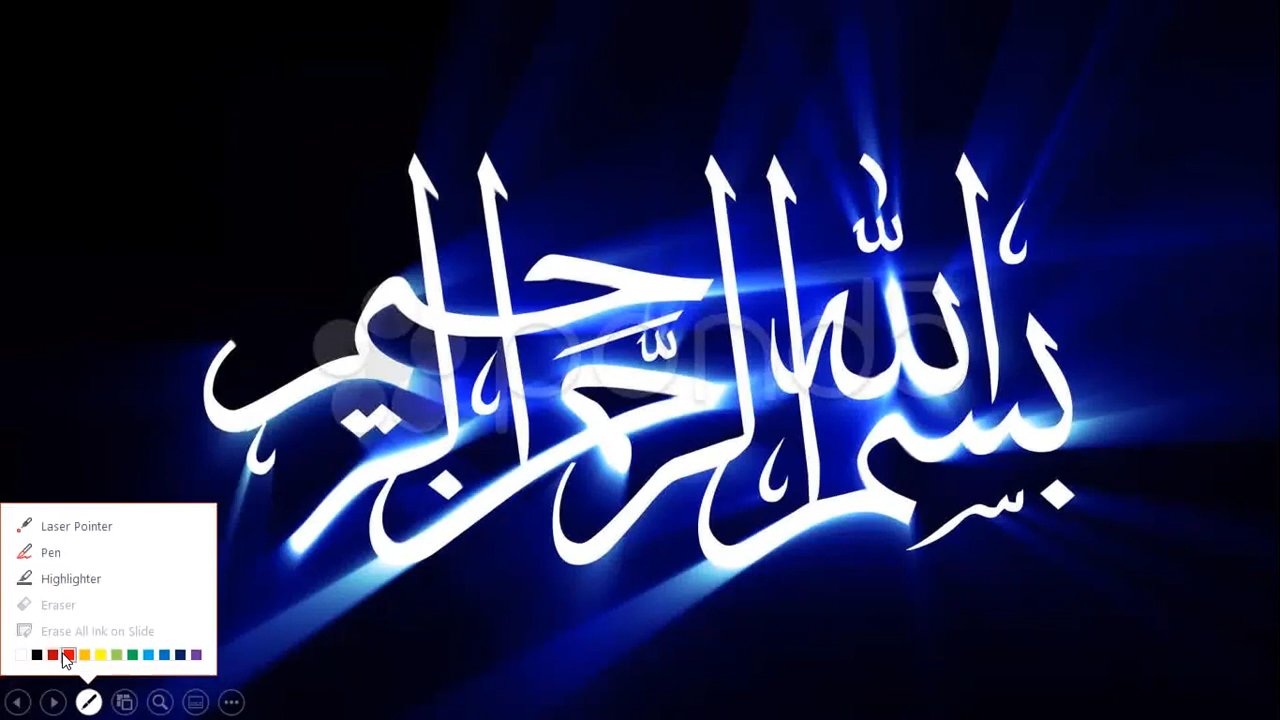 بسم الله الرحمن الرحيم
Laser Pointer
Pen
Highlighter
Eraser
Erase All Ink on Slide